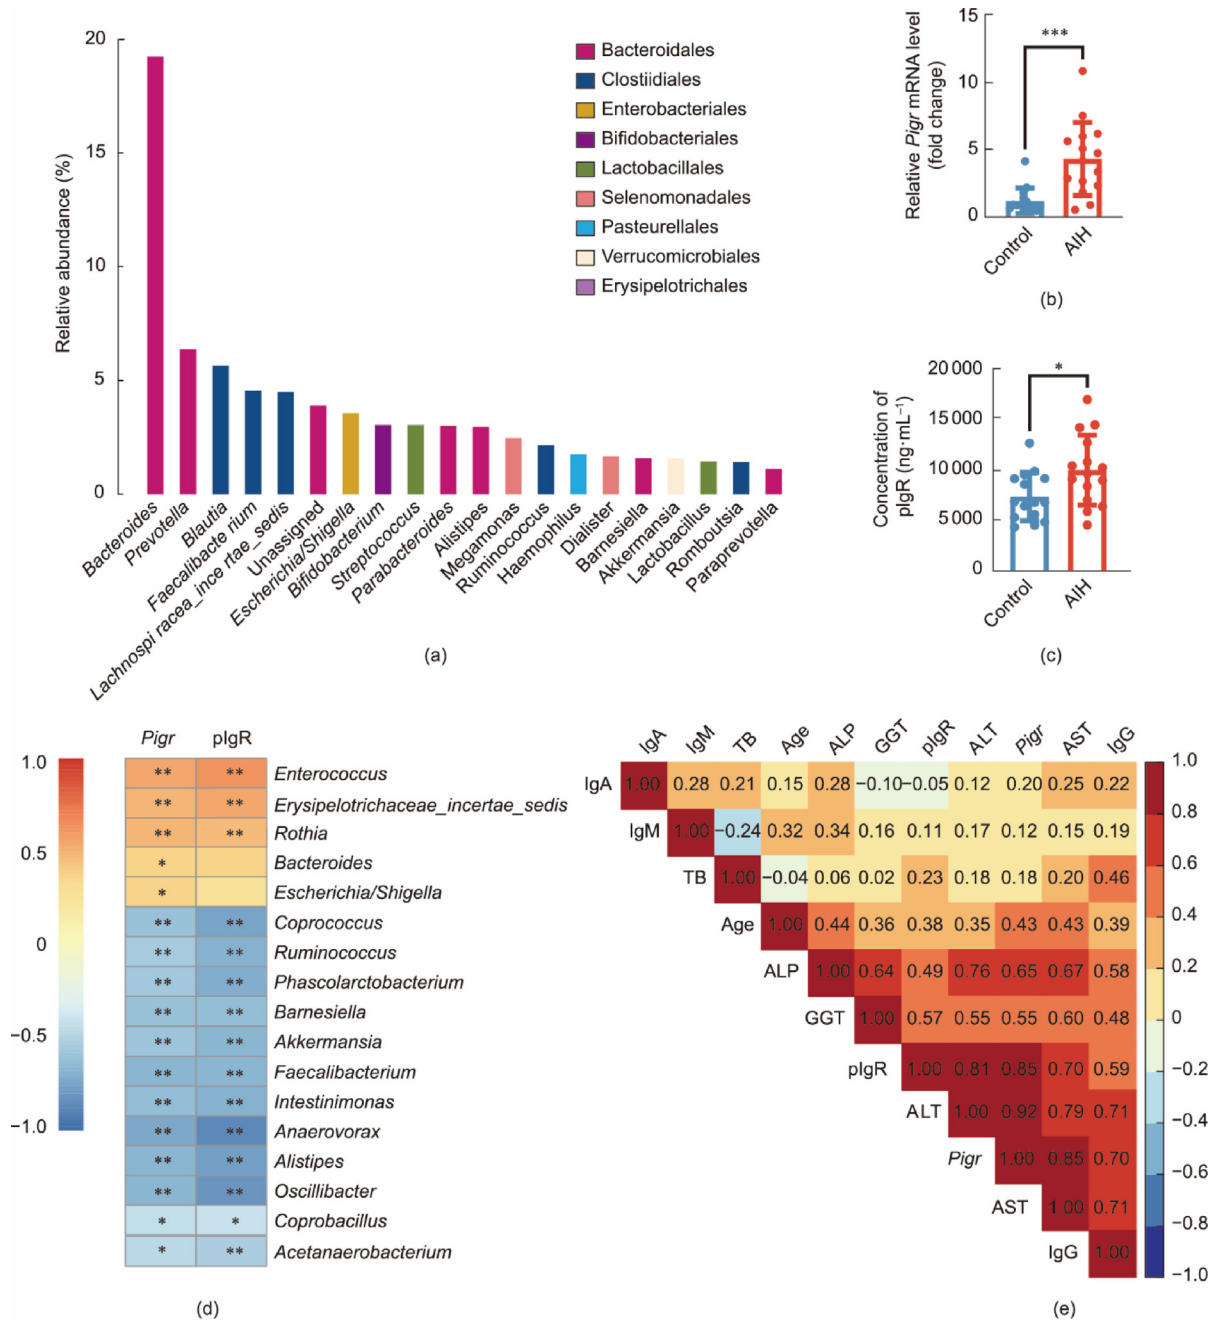 20
15
10
5
0
Relative abundance (%)
Bacteroidales
Clostiidiales
Enterobacteriales
Bifidobacteriales
Lactobacillales
Selenomonadales
Pasteurellales
Verrucomicrobiales
Erysipelotrichales
Bacteroides
Prevotella
Blautia
Faecalibacte rium
Lachnospi racea_ince rtae_sedis
Unassigned
Escherichia/Shigella
Bifidobacterium
Streptococcus
Parabacteroides
Alistipes
Megamonas
Ruminococcus
Haemophilus
Dialister
Barnesiella
Akkermansia
Lactobacillus
Romboutsia
Paraprevotella
(a)
Relative Pigr mRNA level
(fold change)
15
10
5
0
***
Control
AIH
(b)
Concentration of
pIgR (ng·mL⁻¹)
20 000
15 000
10 000
5 000
0
*
Control
AIH
(c)
Pigr pIgR
1.0
0.5
0
−0.5
−1.0
** ** Enterococcus
** ** Erysipelotrichaceae_incertae_sedis
** ** Rothia
* Bacteroides
* Escherichia/Shigella
** ** Coprococcus
** ** Ruminococcus
** ** Phascolarctobacterium
** ** Barnesiella
** ** Akkermansia
** ** Faecalibacterium
** ** Intestinimonas
** ** Anaerovorax
** ** Alistipes
** ** Oscillibacter
* * Coprobacillus
* ** Acetanaerobacterium
(d)
IgA IgM TB Age ALP GGT pIgR ALT Pigr AST IgG
IgA 1.00 0.28 0.21 0.15 0.28 −0.10 −0.05 0.12 0.20 0.25 0.22
IgM 1.00 −0.24 0.32 0.34 0.16 0.11 0.17 0.12 0.15 0.19
TB 1.00 −0.04 0.06 0.02 0.23 0.18 0.18 0.20 0.46
Age 1.00 0.44 0.36 0.38 0.35 0.43 0.43 0.39
ALP 1.00 0.64 0.49 0.76 0.65 0.67 0.58
GGT 1.00 0.57 0.55 0.55 0.60 0.48
pIgR 1.00 0.81 0.85 0.70 0.59
ALT 1.00 0.92 0.79 0.71
Pigr 1.00 0.85 0.70
AST 1.00 0.71
IgG 1.00
1.0
0.8
0.6
0.4
0.2
0
−0.2
−0.4
−0.6
−0.8
−1.0
(e)